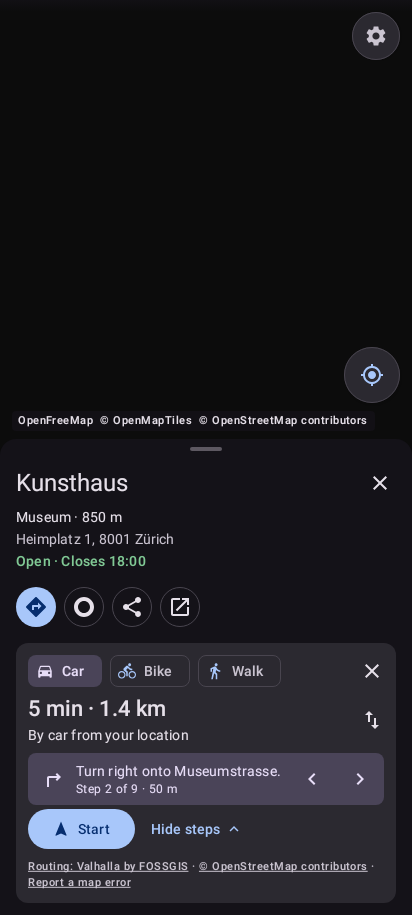 OpenFreeMap © OpenMapTiles © OpenStreetMap contributors
Kunsthaus
Museum · 850 m
Heimplatz 1, 8001 Zürich
Open · Closes 18:00
Car Bike Walk
5 min · 1.4 km
By car from your location
Turn right onto Museumstrasse.
Step 2 of 9 · 50 m
Start Hide steps
Routing: Valhalla by FOSSGIS · © OpenStreetMap contributors ·
Report a map error